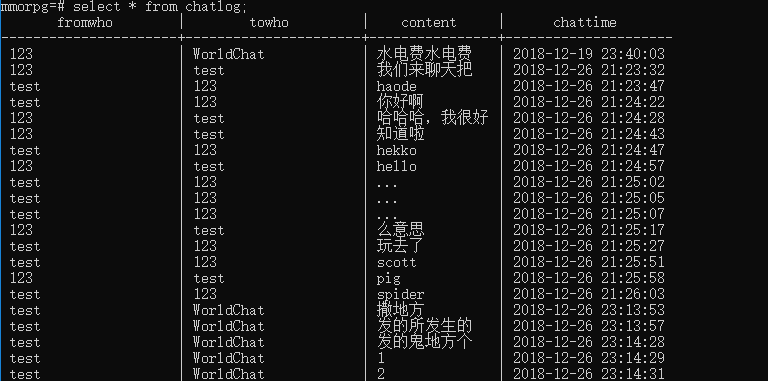 mmorpg=# select * from chatlog;
fromwho | towho | content | chattime
123 | WorldChat | 水电费水电费 | 2018-12-19 23:40:03
123 | test | 我们来聊天把 | 2018-12-26 21:23:32
test | 123 | haode | 2018-12-26 21:23:47
test | 123 | 你好啊 | 2018-12-26 21:24:22
123 | test | 哈哈哈，我很好 | 2018-12-26 21:24:28
123 | test | 知道啦 | 2018-12-26 21:24:43
test | 123 | hekko | 2018-12-26 21:24:47
123 | test | hello | 2018-12-26 21:24:57
test | 123 | ... | 2018-12-26 21:25:02
test | 123 | ... | 2018-12-26 21:25:05
test | 123 | ... | 2018-12-26 21:25:07
123 | test | 么意思 | 2018-12-26 21:25:17
test | 123 | 玩去了 | 2018-12-26 21:25:27
test | 123 | scott | 2018-12-26 21:25:51
123 | test | pig | 2018-12-26 21:25:58
test | 123 | spider | 2018-12-26 21:26:03
test | WorldChat | 撒地方 | 2018-12-26 23:13:53
test | WorldChat | 发的所发生的 | 2018-12-26 23:13:57
test | WorldChat | 发的鬼地方个 | 2018-12-26 23:14:28
test | WorldChat | 1 | 2018-12-26 23:14:29
test | WorldChat | 2 | 2018-12-26 23:14:31